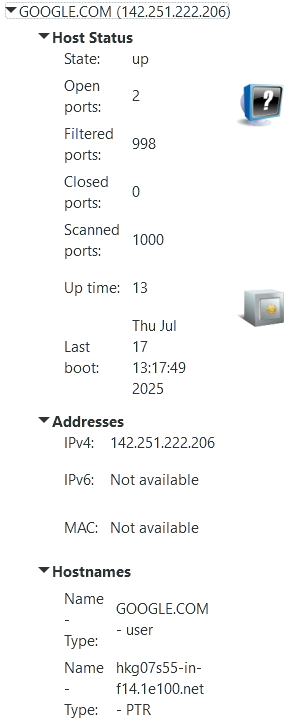 GOOGLE.COM (142.251.222.206)
Host Status
State: up
Open ports: 2
Filtered ports: 998
Closed ports: 0
Scanned ports: 1000
Up time: 13
Last boot: Thu Jul 17 13:17:49 2025
Addresses
IPv4: 142.251.222.206
IPv6: Not available
MAC: Not available
Hostnames
Name - Type: GOOGLE.COM - user
Name - Type: hkg07s55-in-f14.1e100.net - PTR
?